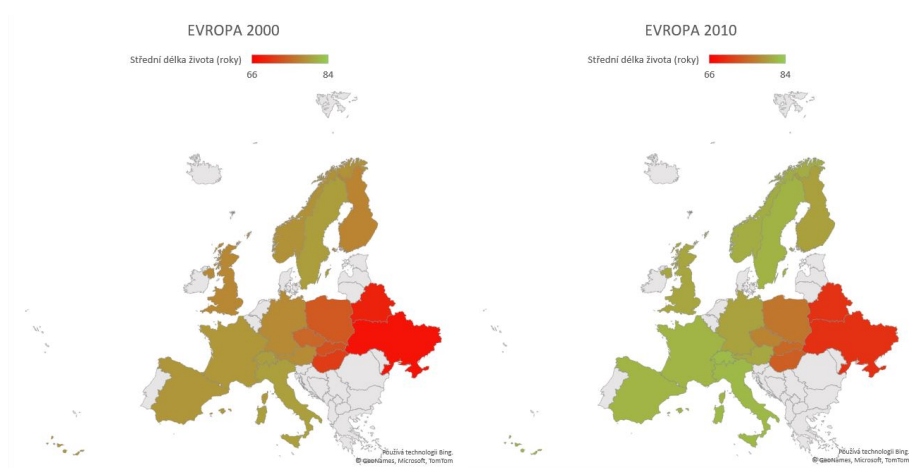 EVROPA 2000
Střední délka života (roky)
66 84
Používá technologii Bing.
© GeoNames, Microsoft, TomTom
EVROPA 2010
Střední délka života (roky)
66 84
Používá technologii Bing.
© GeoNames, Microsoft, TomTom